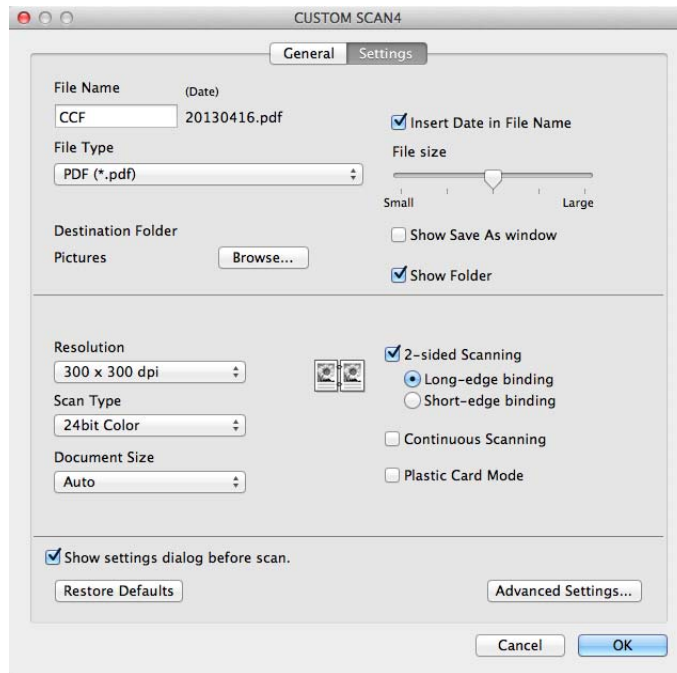 CUSTOM SCAN4
General Settings
File Name (Date)
CCF 20130416.pdf
Insert Date in File Name
File Type
File size
PDF (*.pdf)
Small Large
Destination Folder
Show Save As window
Pictures Browse...
Show Folder
Resolution
2-sided Scanning
300 x 300 dpi
Long-edge binding
Scan Type
Short-edge binding
24bit Color
Continuous Scanning
Document Size
Auto
Plastic Card Mode
Show settings dialog before scan.
Restore Defaults Advanced Settings...
Cancel OK